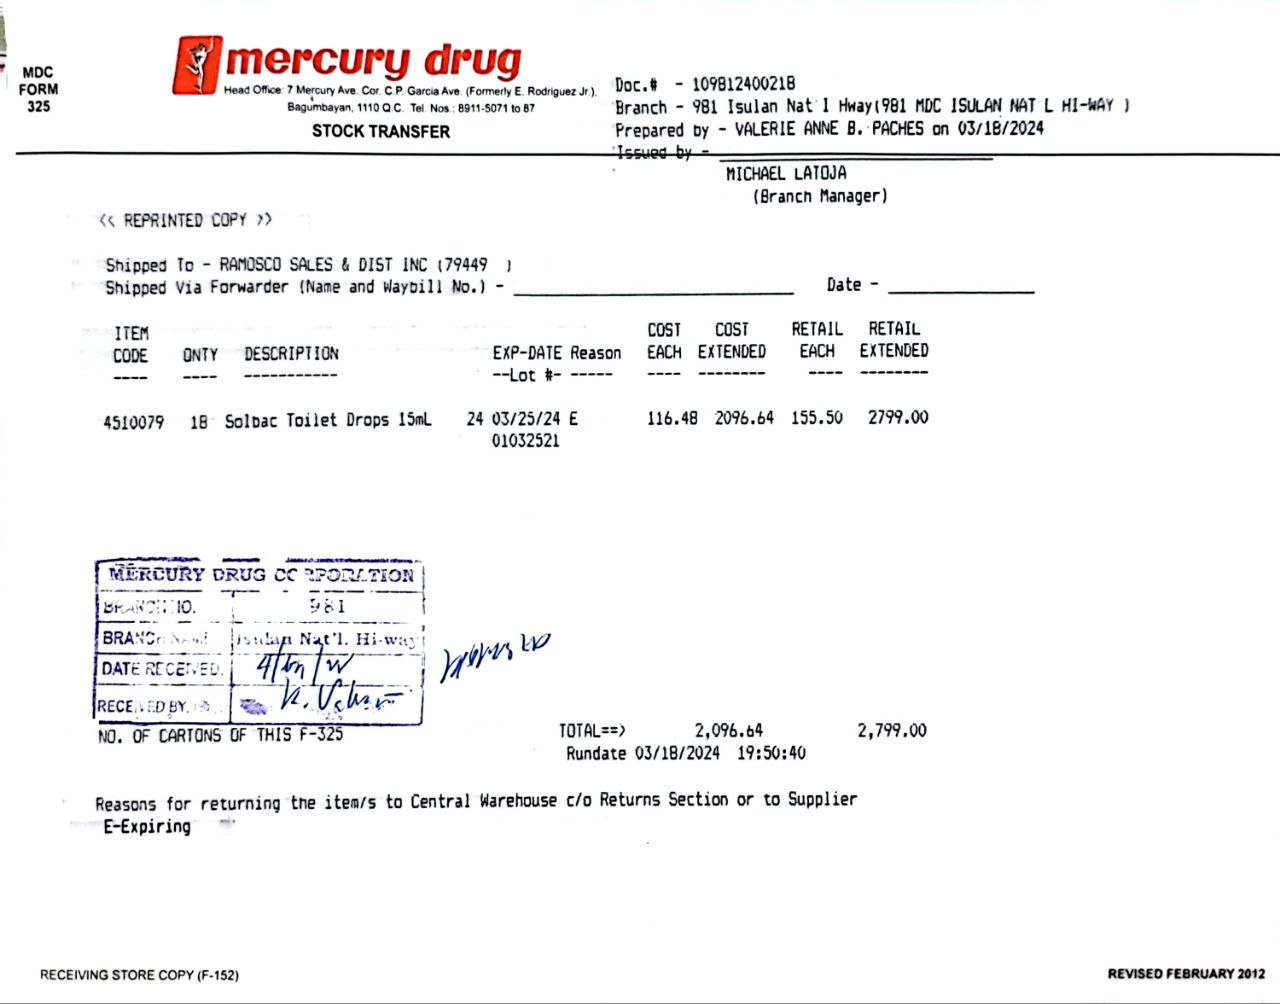 MDC
FORM
325
mercury drug
Head Office: 7 Mercury Ave. Cor. C.P. Garcia Ave. (Formerly E. Rodriguez Jr.).
Bagumbayan, 1110 Q.C. Tel. Nos.: 8911-5071 to 87
STOCK TRANSFER
Doc.# - 109812400218
Branch - 981 Isulan Nat'l Hway(981 MDC ISULAN NAT L HI-WAY )
Prepared by - VALERIE ANNE B. PACHES on 03/18/2024
Issued by -
MICHAEL LATOJA
(Branch Manager)
<< REPRINTED COPY >>
Shipped To - RAMOSCO SALES & DIST INC (79449 )
Shipped Via Forwarder (Name and Waybill No.) - Date -
ITEM COST COST RETAIL RETAIL
CODE QNTY DESCRIPTION EXP-DATE Reason EACH EXTENDED EACH EXTENDED
---- ---- ----------- --Lot #- ----- ---- -------- ---- --------
4510079 18 Solbac Toilet Drops 15mL 24 03/25/24 E 116.48 2096.64 155.50 2799.00
01032521
MERCURY DRUG CORPORATION
BRANCH NO. 981
BRANCH NAME Isulan Nat'l. Hi-way
DATE RECEIVED.
RECEIVED BY.
NO. OF CARTONS OF THIS F-325
TOTAL==> 2,096.64 2,799.00
Rundate 03/18/2024 19:50:40
Reasons for returning the item/s to Central Warehouse c/o Returns Section or to Supplier
E-Expiring
RECEIVING STORE COPY (F-152)
REVISED FEBRUARY 2012